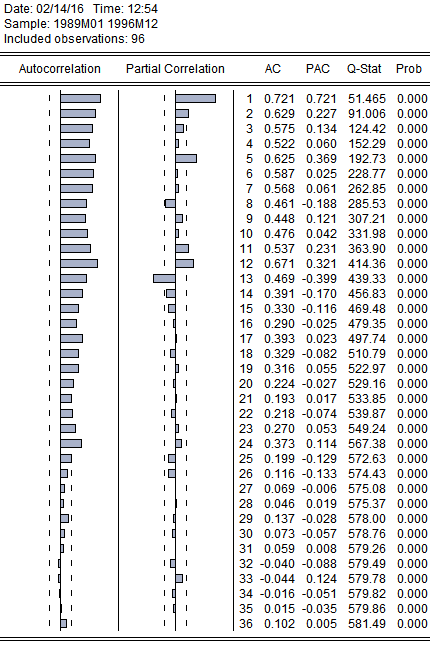 Date: 02/14/16   Time: 12:54
Sample: 1989M01 1996M12
Included observations: 96
Autocorrelation Partial Correlation AC PAC Q-Stat Prob
1 0.721 0.721 51.465 0.000
2 0.629 0.227 91.006 0.000
3 0.575 0.134 124.42 0.000
4 0.522 0.060 152.29 0.000
5 0.625 0.369 192.73 0.000
6 0.587 0.025 228.77 0.000
7 0.568 0.061 262.85 0.000
8 0.461 -0.188 285.53 0.000
9 0.448 0.121 307.21 0.000
10 0.476 0.042 331.98 0.000
11 0.537 0.231 363.90 0.000
12 0.671 0.321 414.36 0.000
13 0.469 -0.399 439.33 0.000
14 0.391 -0.170 456.83 0.000
15 0.330 -0.116 469.48 0.000
16 0.290 -0.025 479.35 0.000
17 0.393 0.023 497.74 0.000
18 0.329 -0.082 510.79 0.000
19 0.316 0.055 522.97 0.000
20 0.224 -0.027 529.16 0.000
21 0.193 0.017 533.85 0.000
22 0.218 -0.074 539.87 0.000
23 0.270 0.053 549.24 0.000
24 0.373 0.114 567.38 0.000
25 0.199 -0.129 572.63 0.000
26 0.116 -0.133 574.43 0.000
27 0.069 -0.006 575.08 0.000
28 0.046 0.019 575.37 0.000
29 0.137 -0.028 578.00 0.000
30 0.073 -0.057 578.76 0.000
31 0.059 0.008 579.26 0.000
32 -0.040 -0.088 579.49 0.000
33 -0.044 0.124 579.78 0.000
34 -0.016 -0.051 579.82 0.000
35 0.015 -0.035 579.86 0.000
36 0.102 0.005 581.49 0.000